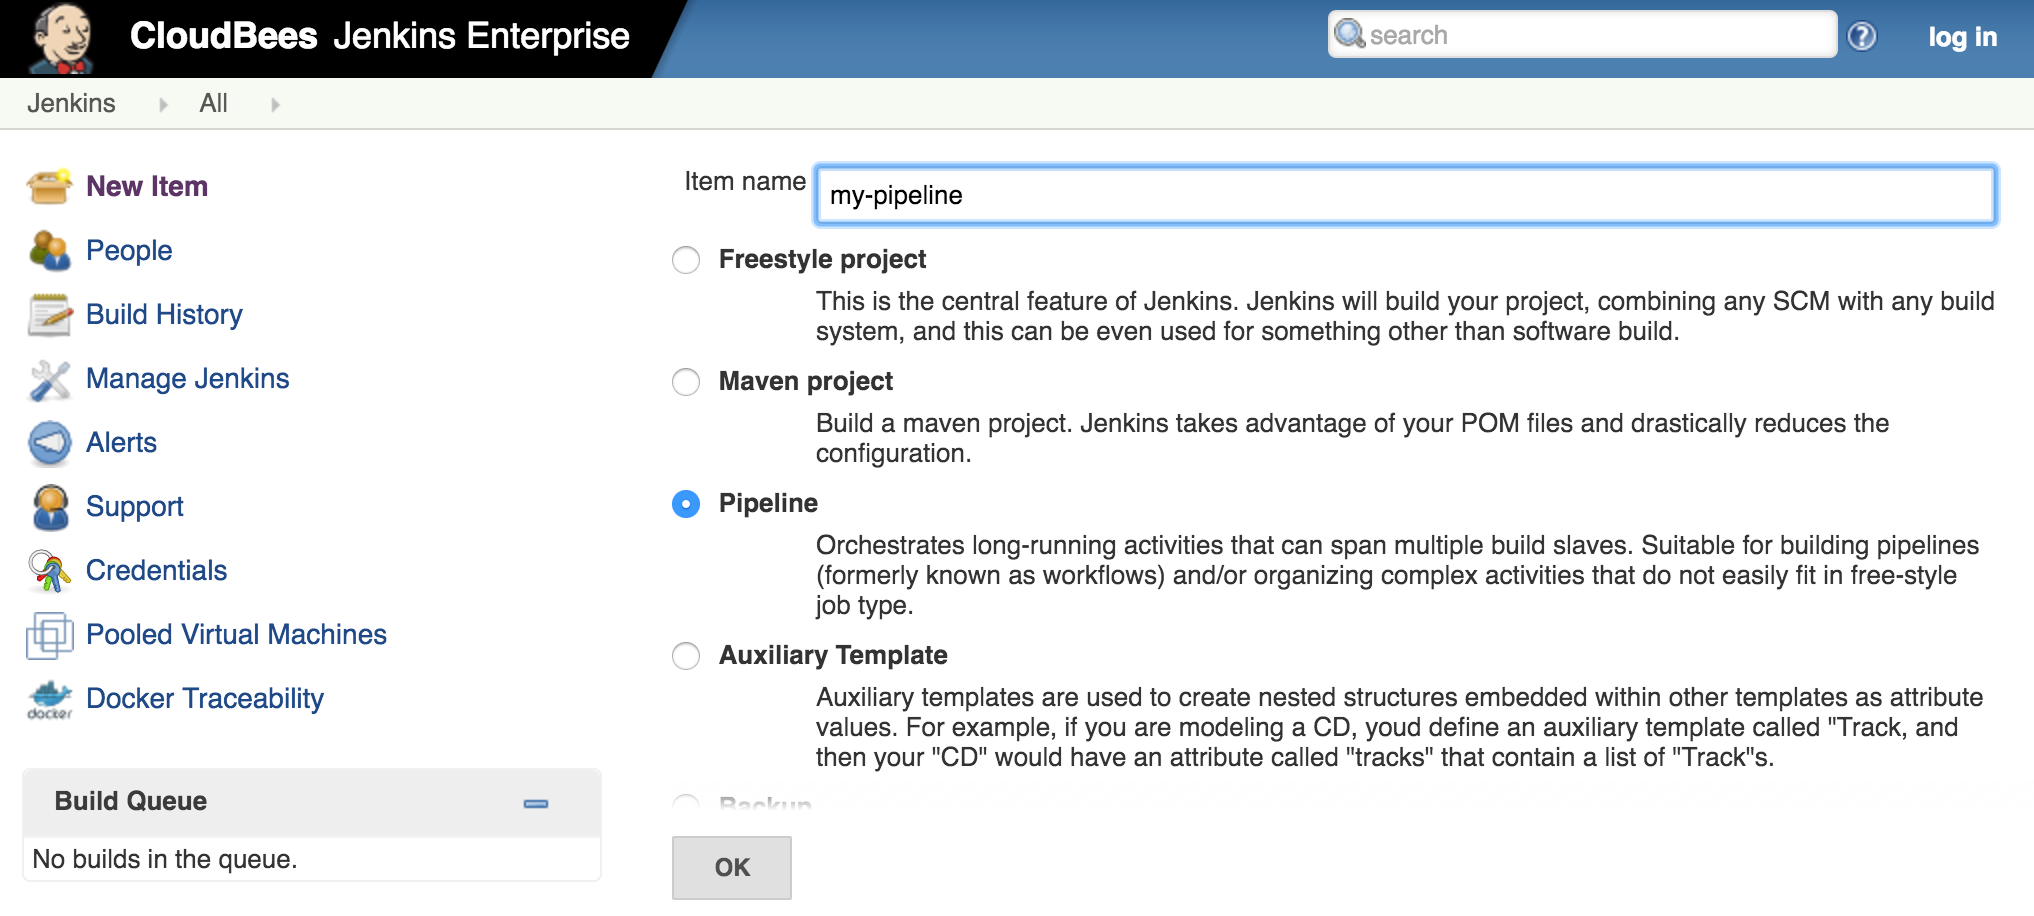 CloudBees Jenkins Enterprise
search
?
log in
Jenkins
All
New Item
People
Build History
Manage Jenkins
Alerts
Support
Credentials
Pooled Virtual Machines
docker
Docker Traceability
Build Queue
No builds in the queue.
Item name
my-pipeline
Freestyle project
This is the central feature of Jenkins. Jenkins will build your project, combining any SCM with any build
system, and this can be even used for something other than software build.
Maven project
Build a maven project. Jenkins takes advantage of your POM files and drastically reduces the
configuration.
Pipeline
Orchestrates long-running activities that can span multiple build slaves. Suitable for building pipelines
(formerly known as workflows) and/or organizing complex activities that do not easily fit in free-style
job type.
Auxiliary Template
Auxiliary templates are used to create nested structures embedded within other templates as attribute
values. For example, if you are modeling a CD, youd define an auxiliary template called "Track, and
then your "CD" would have an attribute called "tracks" that contain a list of "Track"s.
Backup
OK